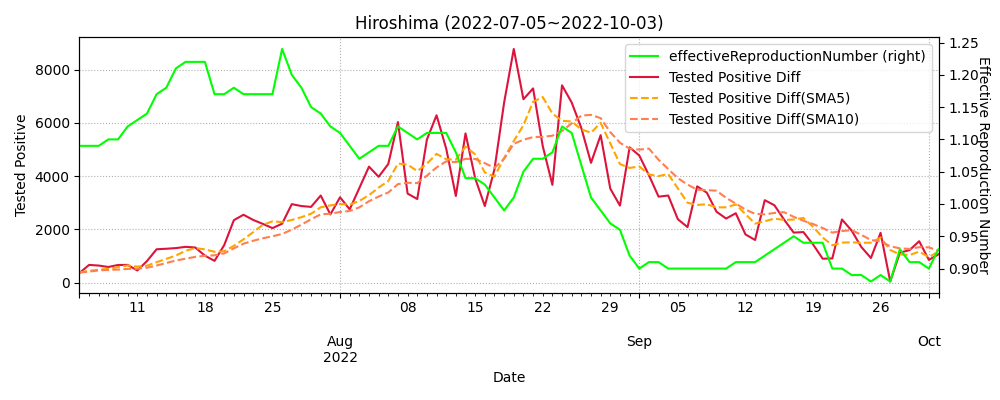 Hiroshima (2022-07-05~2022-10-03)
effectiveReproductionNumber (right)
Tested Positive Diff
Tested Positive Diff(SMA5)
Tested Positive Diff(SMA10)
Tested Positive
8000
6000
4000
2000
0
1.25
1.20
1.15
1.10
1.05
1.00
0.95
0.90
Effective Reproduction Number
11 18 25 08 15 22 29 05 12 19 26
Aug Sep Oct
2022
Date